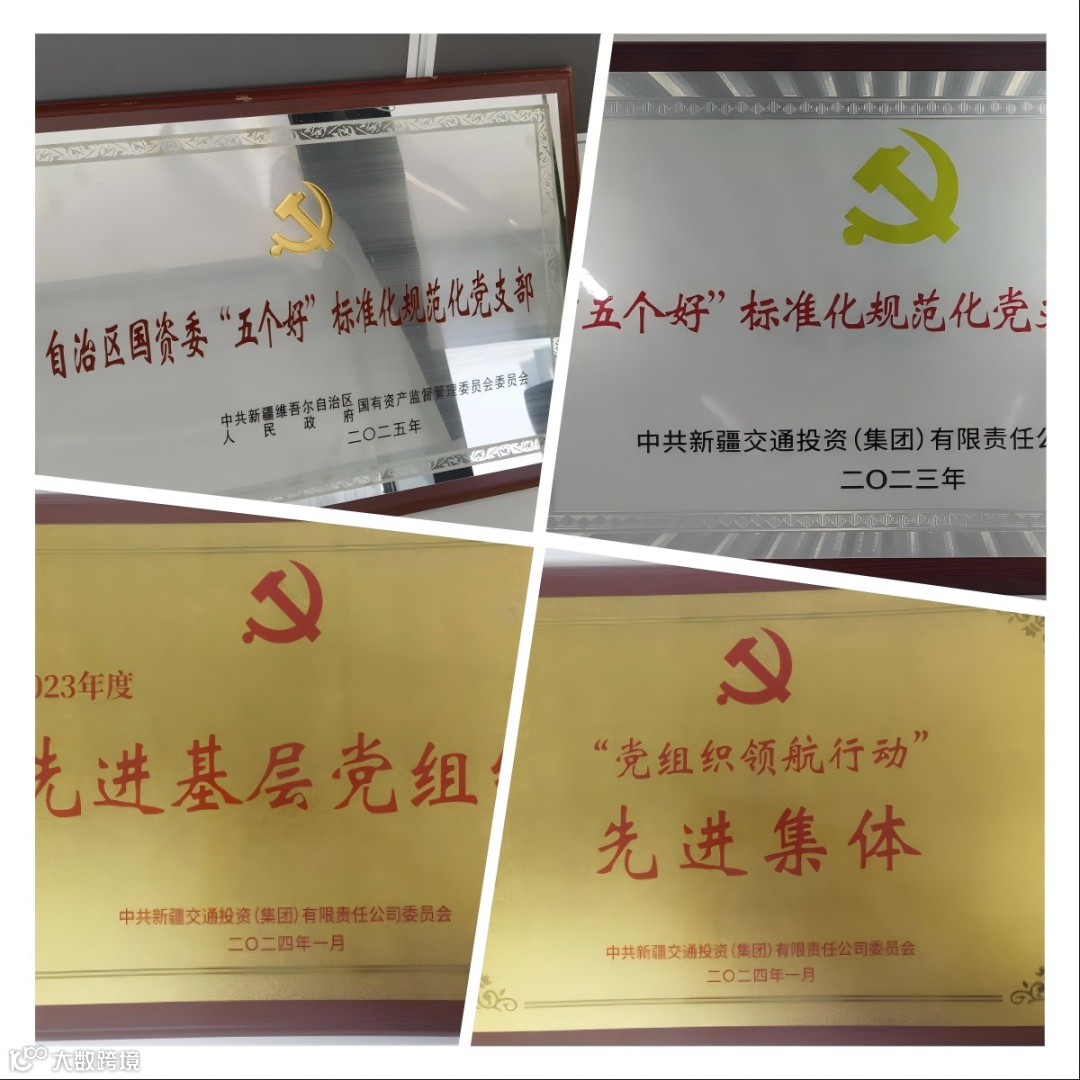 自治区国资委“五个好”标准化规范化党支部
中共新疆维吾尔自治区
人民政府
国有资产监督管理委员会委员会
二〇二五年
五个好”标准化规范化党
中共新疆交通投资(集团)有限责任
二〇二三年
023年度
先进基层党组
中共新疆交通投资(集团)有限责任公司委员会
二〇二四年一月
“党组织领航行动”
先进集体
中共新疆交通投资(集团)有限责任公司委员会
二〇二四年一月
大数跨境